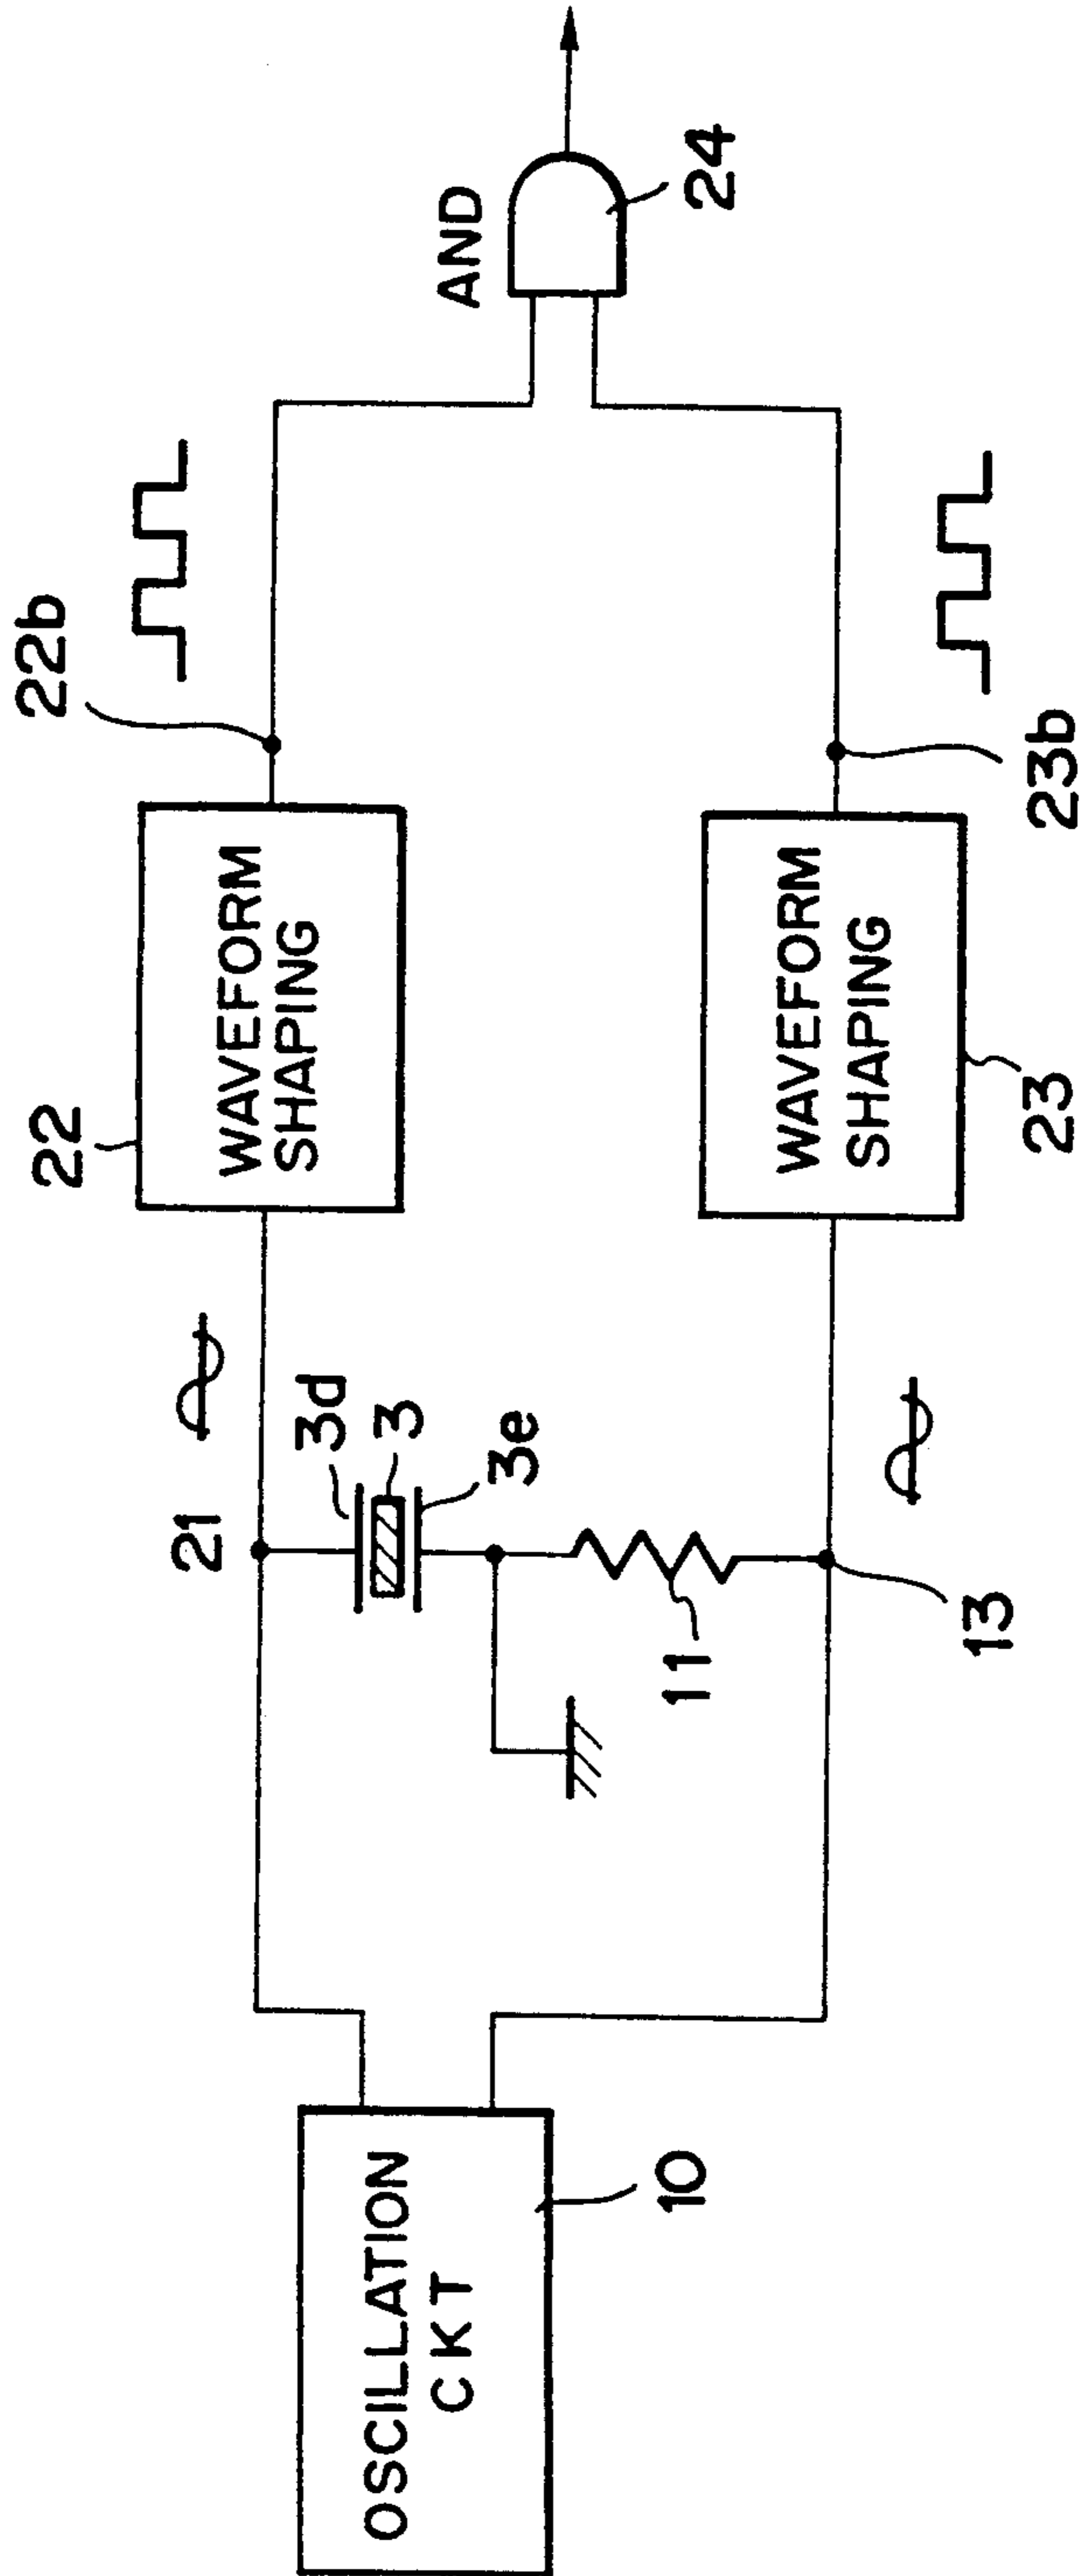 OSCILLATION
CKT
10
21
3d
3
3e
11
13
22
WAVEFORM
SHAPING
22b
WAVEFORM
SHAPING
23
23b
AND
24